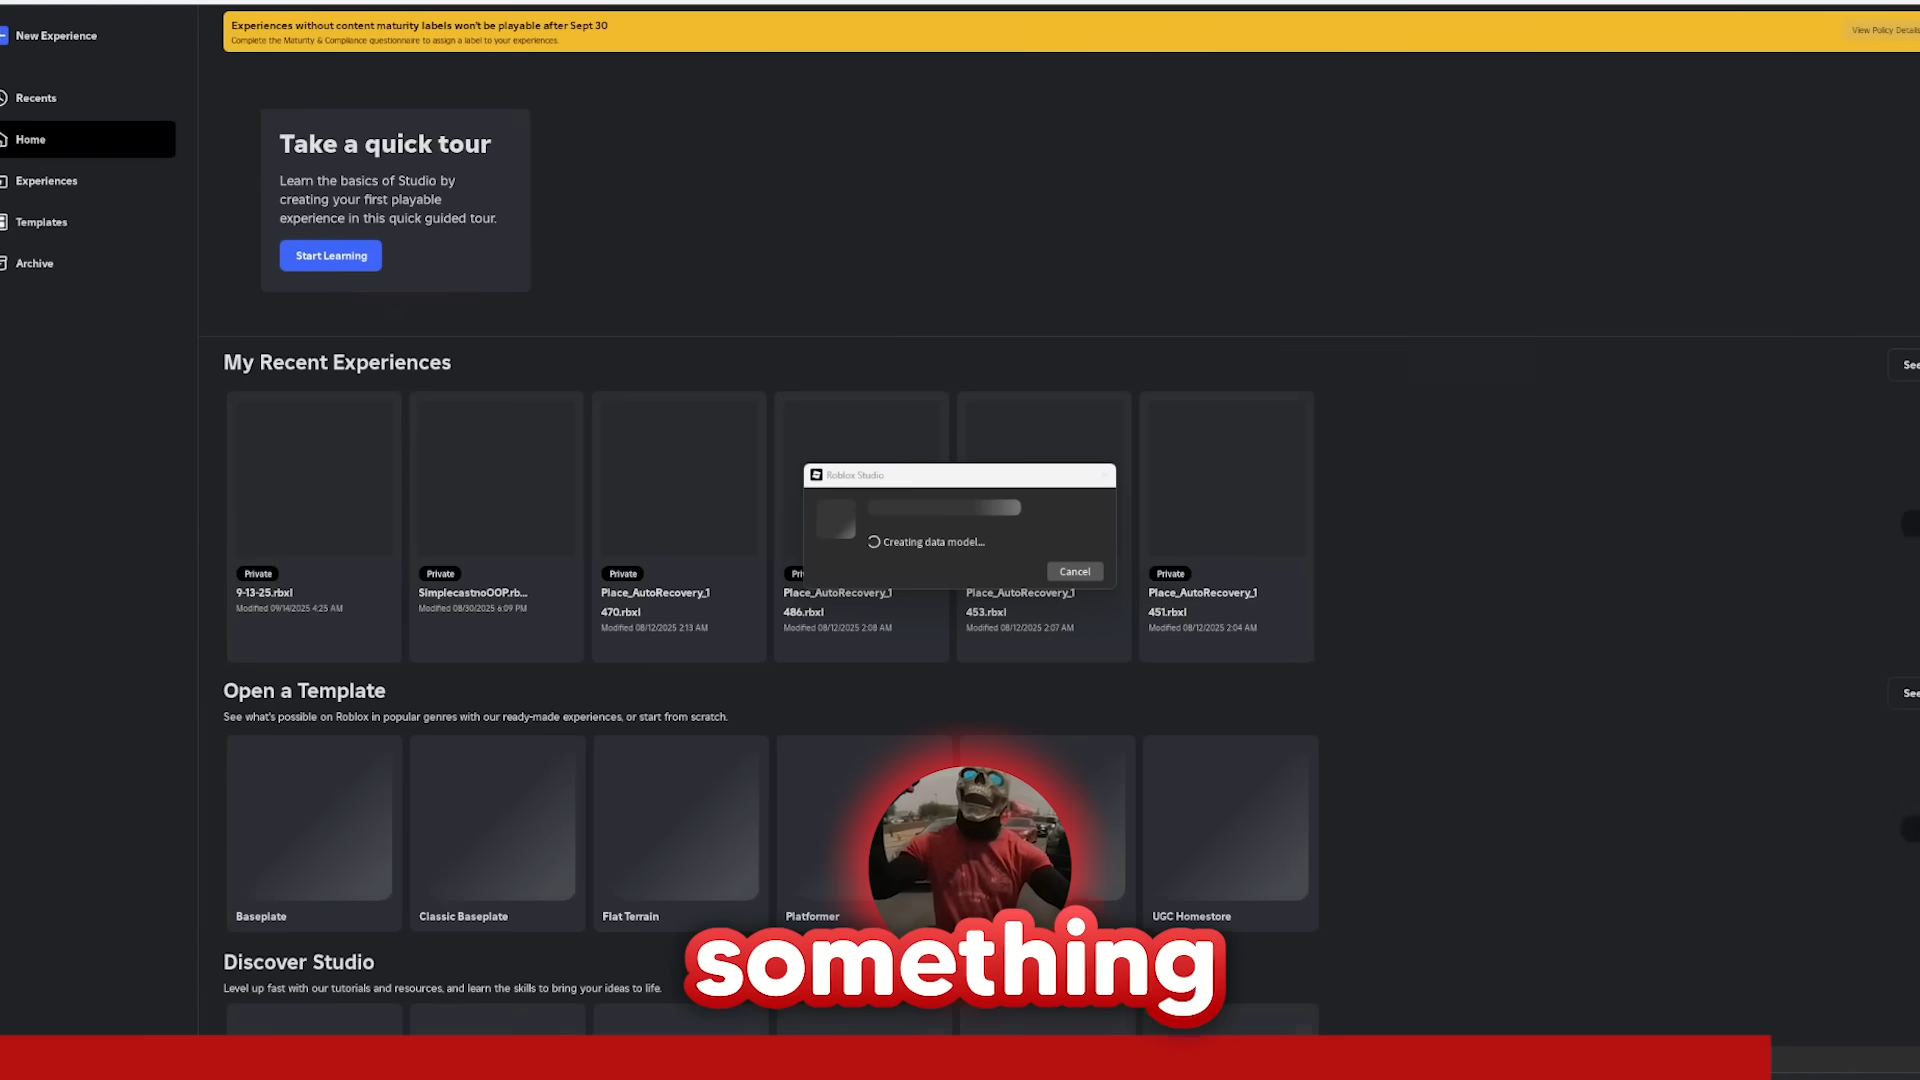 Experiences without content maturity labels won't be playable after Sept 30
Complete the Maturity & Compliance questionnaire to assign a label to your experiences.
View Policy Details
New Experience
Recents
Home
Experiences
Templates
Archive
Take a quick tour
Learn the basics of Studio by
creating your first playable
experience in this quick guided tour.
Start Learning
My Recent Experiences
See
Roblox Studio
Creating data model...
Cancel
Private
9-13-25.rbxl
Modified 09/14/2025 4:25 AM
Private
SimplecastnoOOP.rb...
Modified 08/30/2025 6:09 PM
Private
Place_AutoRecovery_1
470.rbxl
Modified 08/12/2025 2:13 AM
Pri
Place_AutoRecovery_1
486.rbxl
Modified 08/12/2025 2:08 AM
Place_AutoRecovery_1
453.rbxl
Modified 08/12/2025 2:07 AM
Private
Place_AutoRecovery_1
451.rbxl
Modified 08/12/2025 2:04 AM
Open a Template
See what's possible on Roblox in popular genres with our ready-made experiences, or start from scratch.
See
Baseplate
Classic Baseplate
Flat Terrain
Platformer
UGC Homestore
something
Discover Studio
Level up fast with our tutorials and resources, and learn the skills to bring your ideas to life.